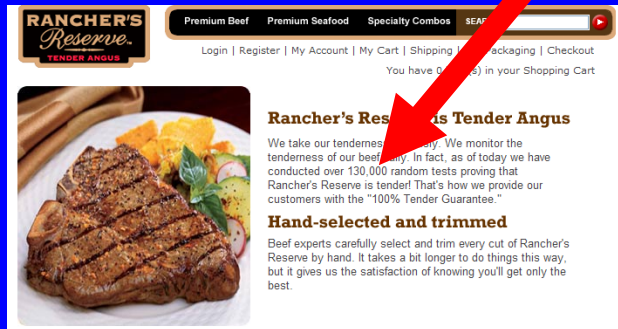 RANCHER'S
Reserve™
TENDER ANGUS
Premium Beef Premium Seafood Specialty Combos
Login | Register | My Account | My Cart | Shipping | Packaging | Checkout
You have 0 in your Shopping Cart
Rancher's is Tender Angus
We take our We monitor the
tenderness of our beef In fact, as of today we have
conducted over 130,000 random tests proving that
Rancher's Reserve is tender! That's how we provide our
customers with the "100% Tender Guarantee."
Hand-selected and trimmed
Beef experts carefully select and trim every cut of Rancher's
Reserve by hand. It takes a bit longer to do things this way,
but it gives us the satisfaction of knowing you'll get only the
best.